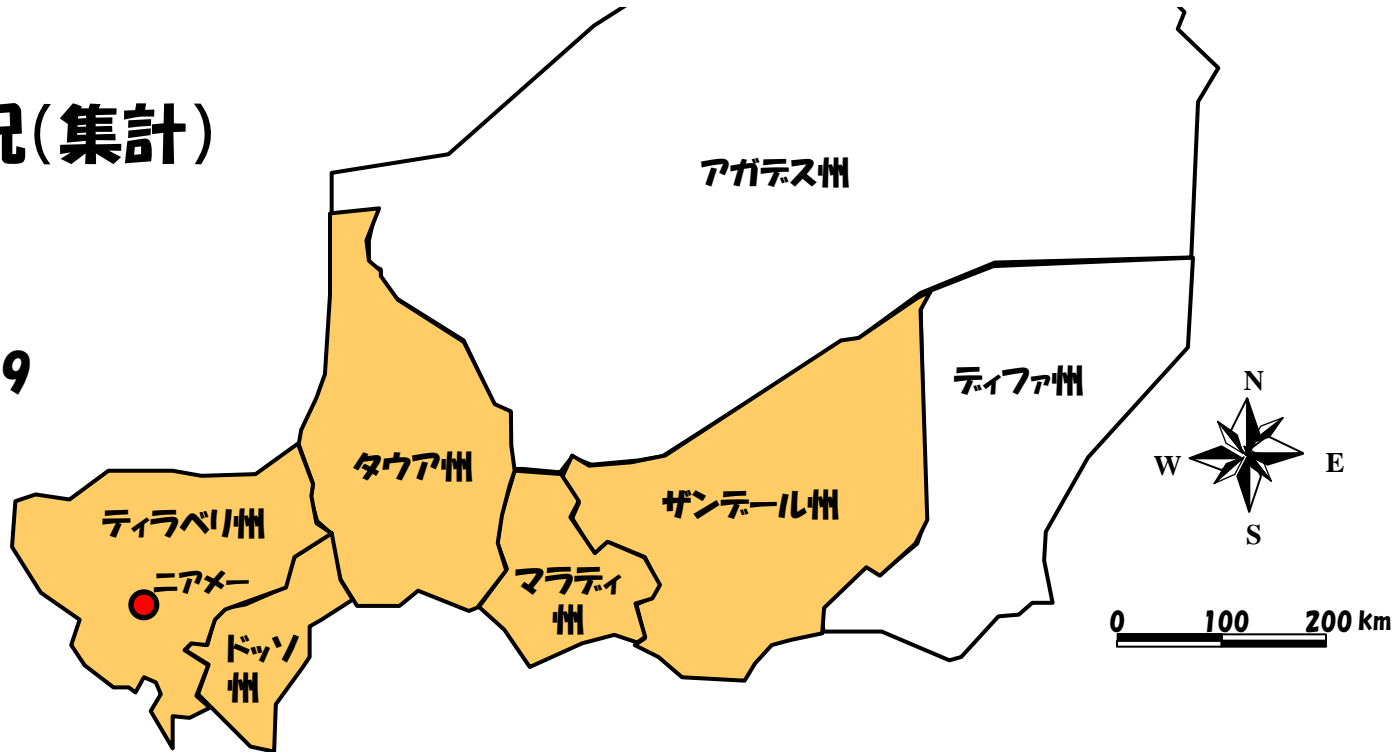 況(集計)
アガデス州
9
ディファ州
N
W
E
S
タウア州
ザンデール州
ティラベリ州
ニアメー
マラディ
州
ドッソ
州
0 100 200 km